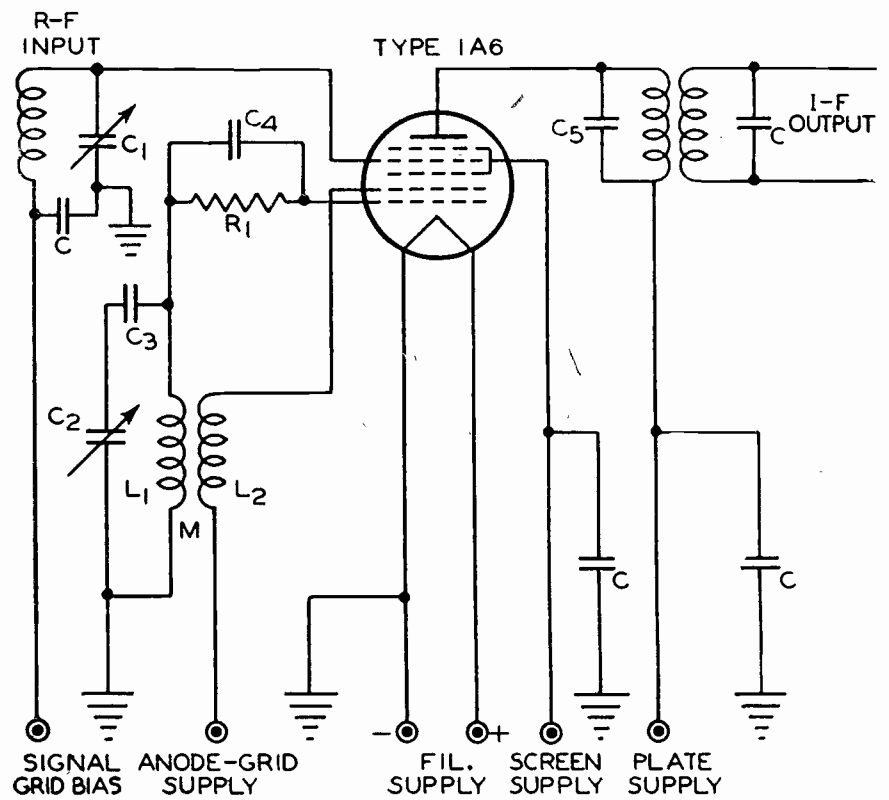 R-F
INPUT
TYPE 1A6
C4
C1
C5
I-F
OUTPUT
C
R1
C
C3
C2
L1
L2
M
C
C
-
+
SIGNAL
GRID BIAS
ANODE-GRID
SUPPLY
FIL.
SUPPLY
SCREEN
SUPPLY
PLATE
SUPPLY